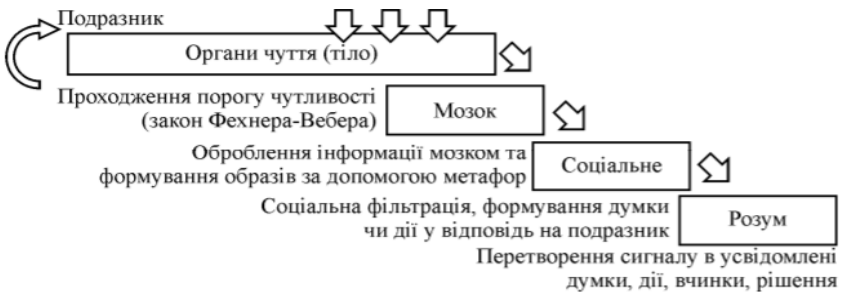 Подразник
Органи чуття (тіло)
Проходження порогу чутливості
(закон Фехнера-Вебера)
Мозок
Оброблення інформації мозком та
формування образів за допомогою метафор
Соціальне
Соціальна фільтрація, формування думки
чи дії у відповідь на подразник
Розум
Перетворення сигналу в усвідомлені
думки, дії, вчинки, рішення